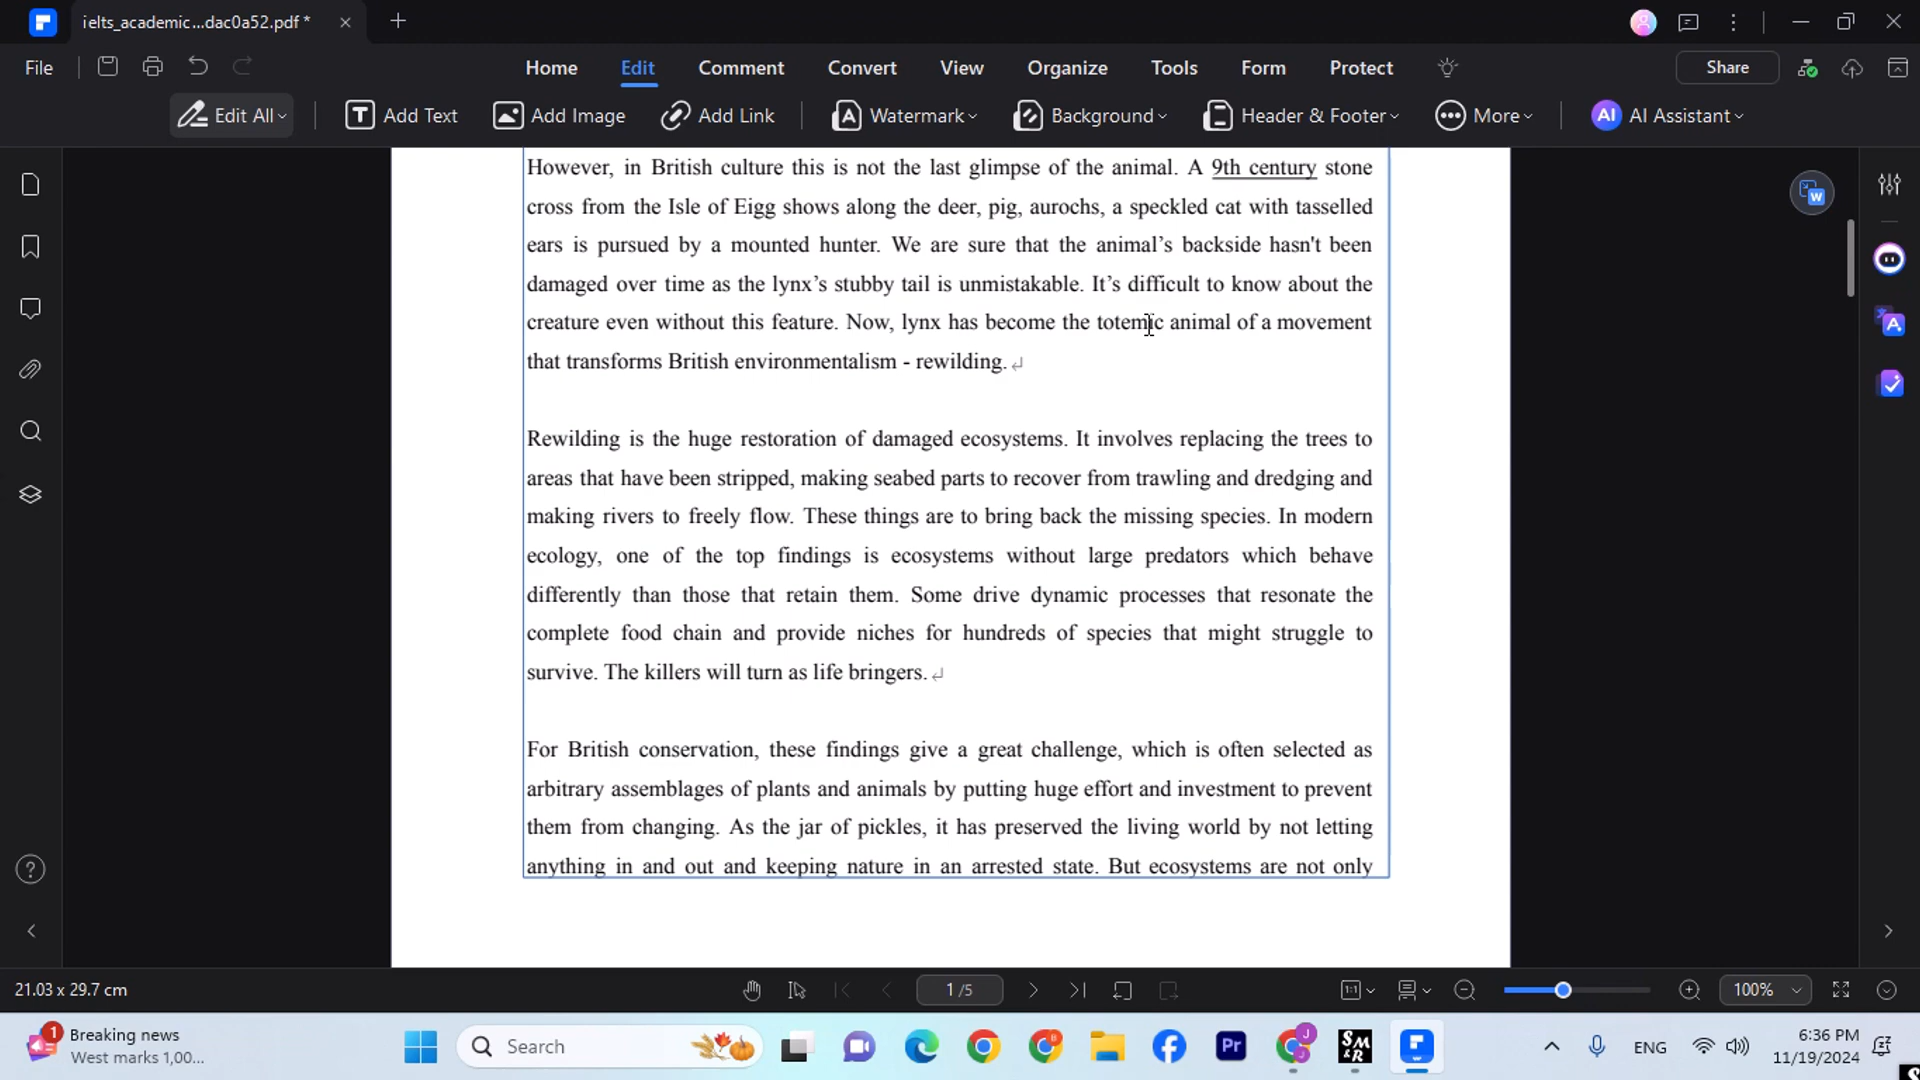 ielts_academic...dac0a52.pdf *
File
Home
Edit
Comment
Convert
View
Organize
Tools
Form
Protect
Share
Edit All
Add Text
Add Image
Add Link
Watermark
Background
Header & Footer
More
AI
AI Assistant
However, in British culture this is not the last glimpse of the animal. A 9th century stone
cross from the Isle of Eigg shows along the deer, pig, aurochs, a speckled cat with tasselled
ears is pursued by a mounted hunter. We are sure that the animal’s backside hasn't been
damaged over time as the lynx’s stubby tail is unmistakable. It’s difficult to know about the
creature even without this feature. Now, lynx has become the totemic animal of a movement
that transforms British environmentalism - rewilding.
Rewilding is the huge restoration of damaged ecosystems. It involves replacing the trees to
areas that have been stripped, making seabed parts to recover from trawling and dredging and
making rivers to freely flow. These things are to bring back the missing species. In modern
ecology, one of the top findings is ecosystems without large predators which behave
differently than those that retain them. Some drive dynamic processes that resonate the
complete food chain and provide niches for hundreds of species that might struggle to
survive. The killers will turn as life bringers.
For British conservation, these findings give a great challenge, which is often selected as
arbitrary assemblages of plants and animals by putting huge effort and investment to prevent
them from changing. As the jar of pickles, it has preserved the living world by not letting
anything in and out and keeping nature in an arrested state. But ecosystems are not only
21.03 x 29.7 cm
1 /5
1:1
100%
1
Breaking news
West marks 1,00...
Search
Pr
SM
&R
ENG
6:36 PM
11/19/2024